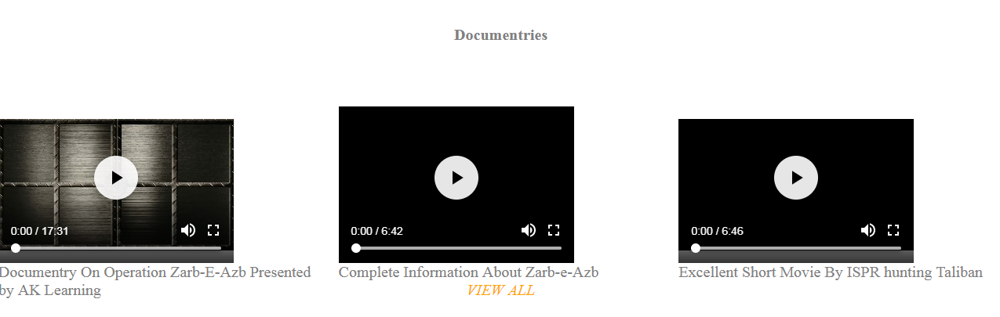 Documentries
0:00 / 17:31
0:00 / 6:42
0:00 / 6:46
Documentry On Operation Zarb-E-Azb Presented
by AK Learning
Complete Information About Zarb-e-Azb
Excellent Short Movie By ISPR hunting Taliban
VIEW ALL